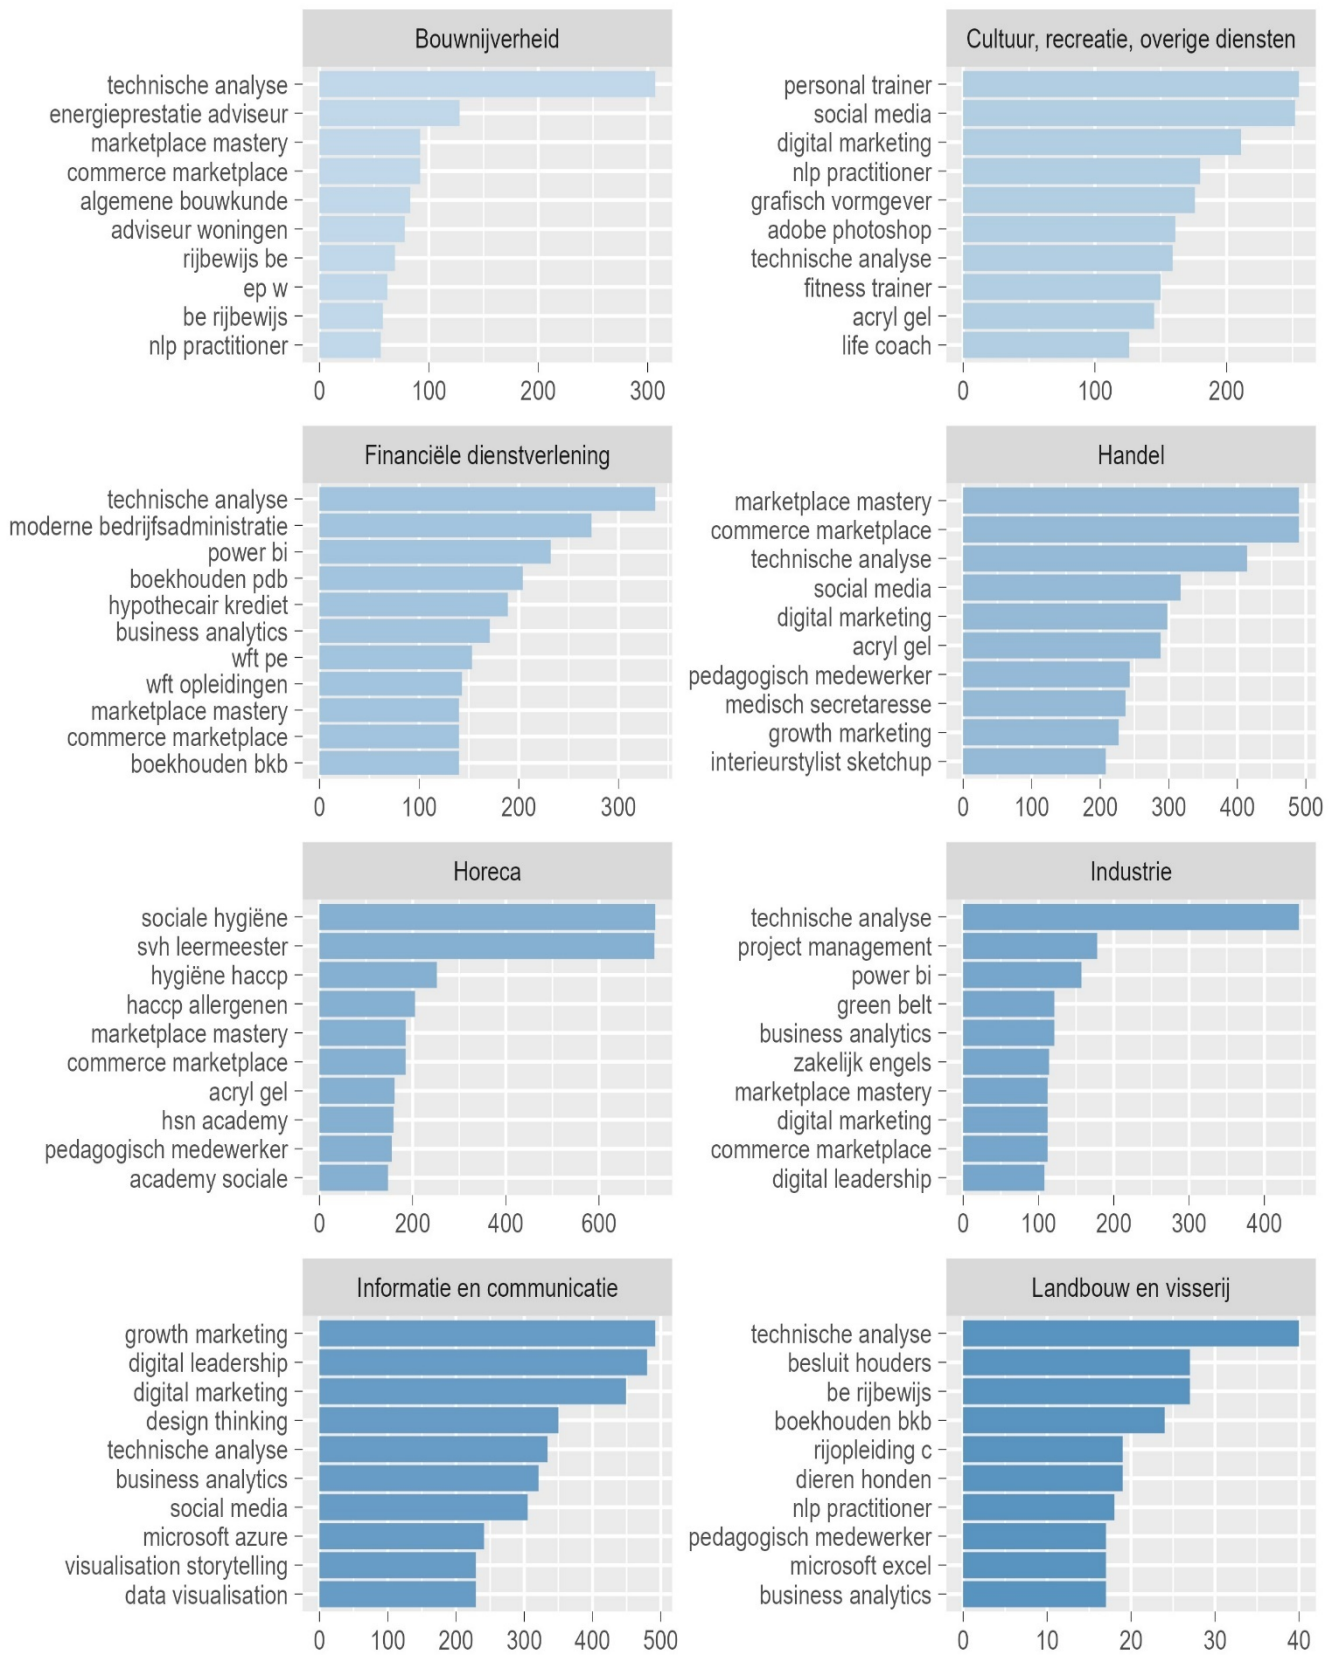 Bouwnijverheid
technische analyse
energieprestatie adviseur
marketplace mastery
commerce marketplace
algemene bouwkunde
adviseur woningen
rijbewijs be
ep w
be rijbewijs
nlp practitioner
0 100 200 300
Cultuur, recreatie, overige diensten
personal trainer
social media
digital marketing
nlp practitioner
grafisch vormgever
adobe photoshop
technische analyse
fitness trainer
acryl gel
life coach
0 100 200
Financiële dienstverlening
technische analyse
moderne bedrijfsadministratie
power bi
boekhouden pdb
hypothecair krediet
business analytics
wft pe
wft opleidingen
marketplace mastery
commerce marketplace
boekhouden bkb
0 100 200 300
Handel
marketplace mastery
commerce marketplace
technische analyse
social media
digital marketing
acryl gel
pedagogisch medewerker
medisch secretaresse
growth marketing
interieurstylist sketchup
0 100 200 300 400 500
Horeca
sociale hygiëne
svh leermeester
hygiëne haccp
haccp allergenen
marketplace mastery
commerce marketplace
acryl gel
hsn academy
pedagogisch medewerker
academy sociale
0 200 400 600
Industrie
technische analyse
project management
power bi
green belt
business analytics
zakelijk engels
marketplace mastery
digital marketing
commerce marketplace
digital leadership
0 100 200 300 400
Informatie en communicatie
growth marketing
digital leadership
digital marketing
design thinking
technische analyse
business analytics
social media
microsoft azure
visualisation storytelling
data visualisation
0 100 200 300 400 500
Landbouw en visserij
technische analyse
besluit houders
be rijbewijs
boekhouden bkb
rijopleiding c
dieren honden
nlp practitioner
pedagogisch medewerker
microsoft excel
business analytics
0 10 20 30 40